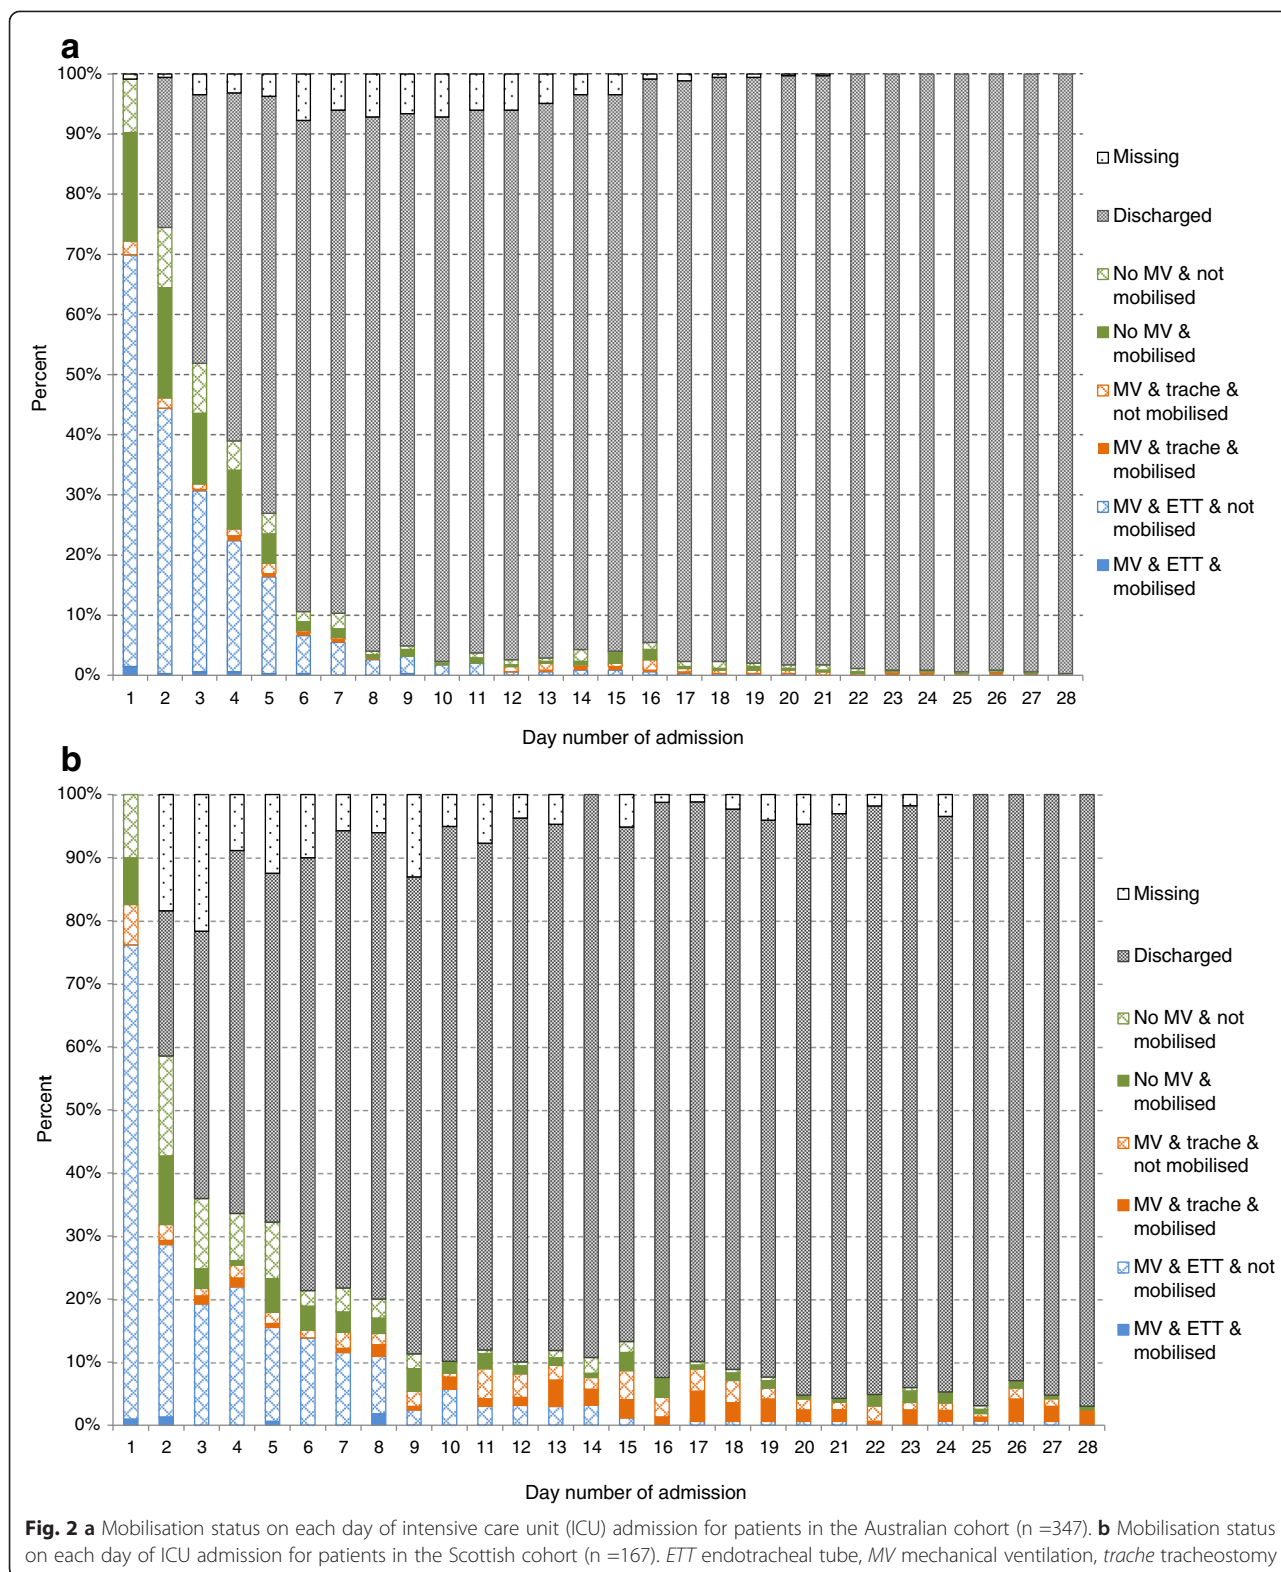 a
100%
90%
80%
70%
60%
50%
40%
30%
20%
10%
0%
Percent
1 2 3 4 5 6 7 8 9 10 11 12 13 14 15 16 17 18 19 20 21 22 23 24 25 26 27 28
Day number of admission
Missing
Discharged
No MV & not
mobilised
No MV &
mobilised
MV & trache &
not mobilised
MV & trache &
mobilised
MV & ETT & not
mobilised
MV & ETT &
mobilised
b
100%
90%
80%
70%
60%
50%
40%
30%
20%
10%
0%
Percent
1 2 3 4 5 6 7 8 9 10 11 12 13 14 15 16 17 18 19 20 21 22 23 24 25 26 27 28
Day number of admission
Missing
Discharged
No MV & not
mobilised
No MV &
mobilised
MV & trache &
not mobilised
MV & trache &
mobilised
MV & ETT & not
mobilised
MV & ETT &
mobilised
Fig. 2 a Mobilisation status on each day of intensive care unit (ICU) admission for patients in the Australian cohort (n =347). b Mobilisation status
on each day of ICU admission for patients in the Scottish cohort (n =167). ETT endotracheal tube, MV mechanical ventilation, trache tracheostomy